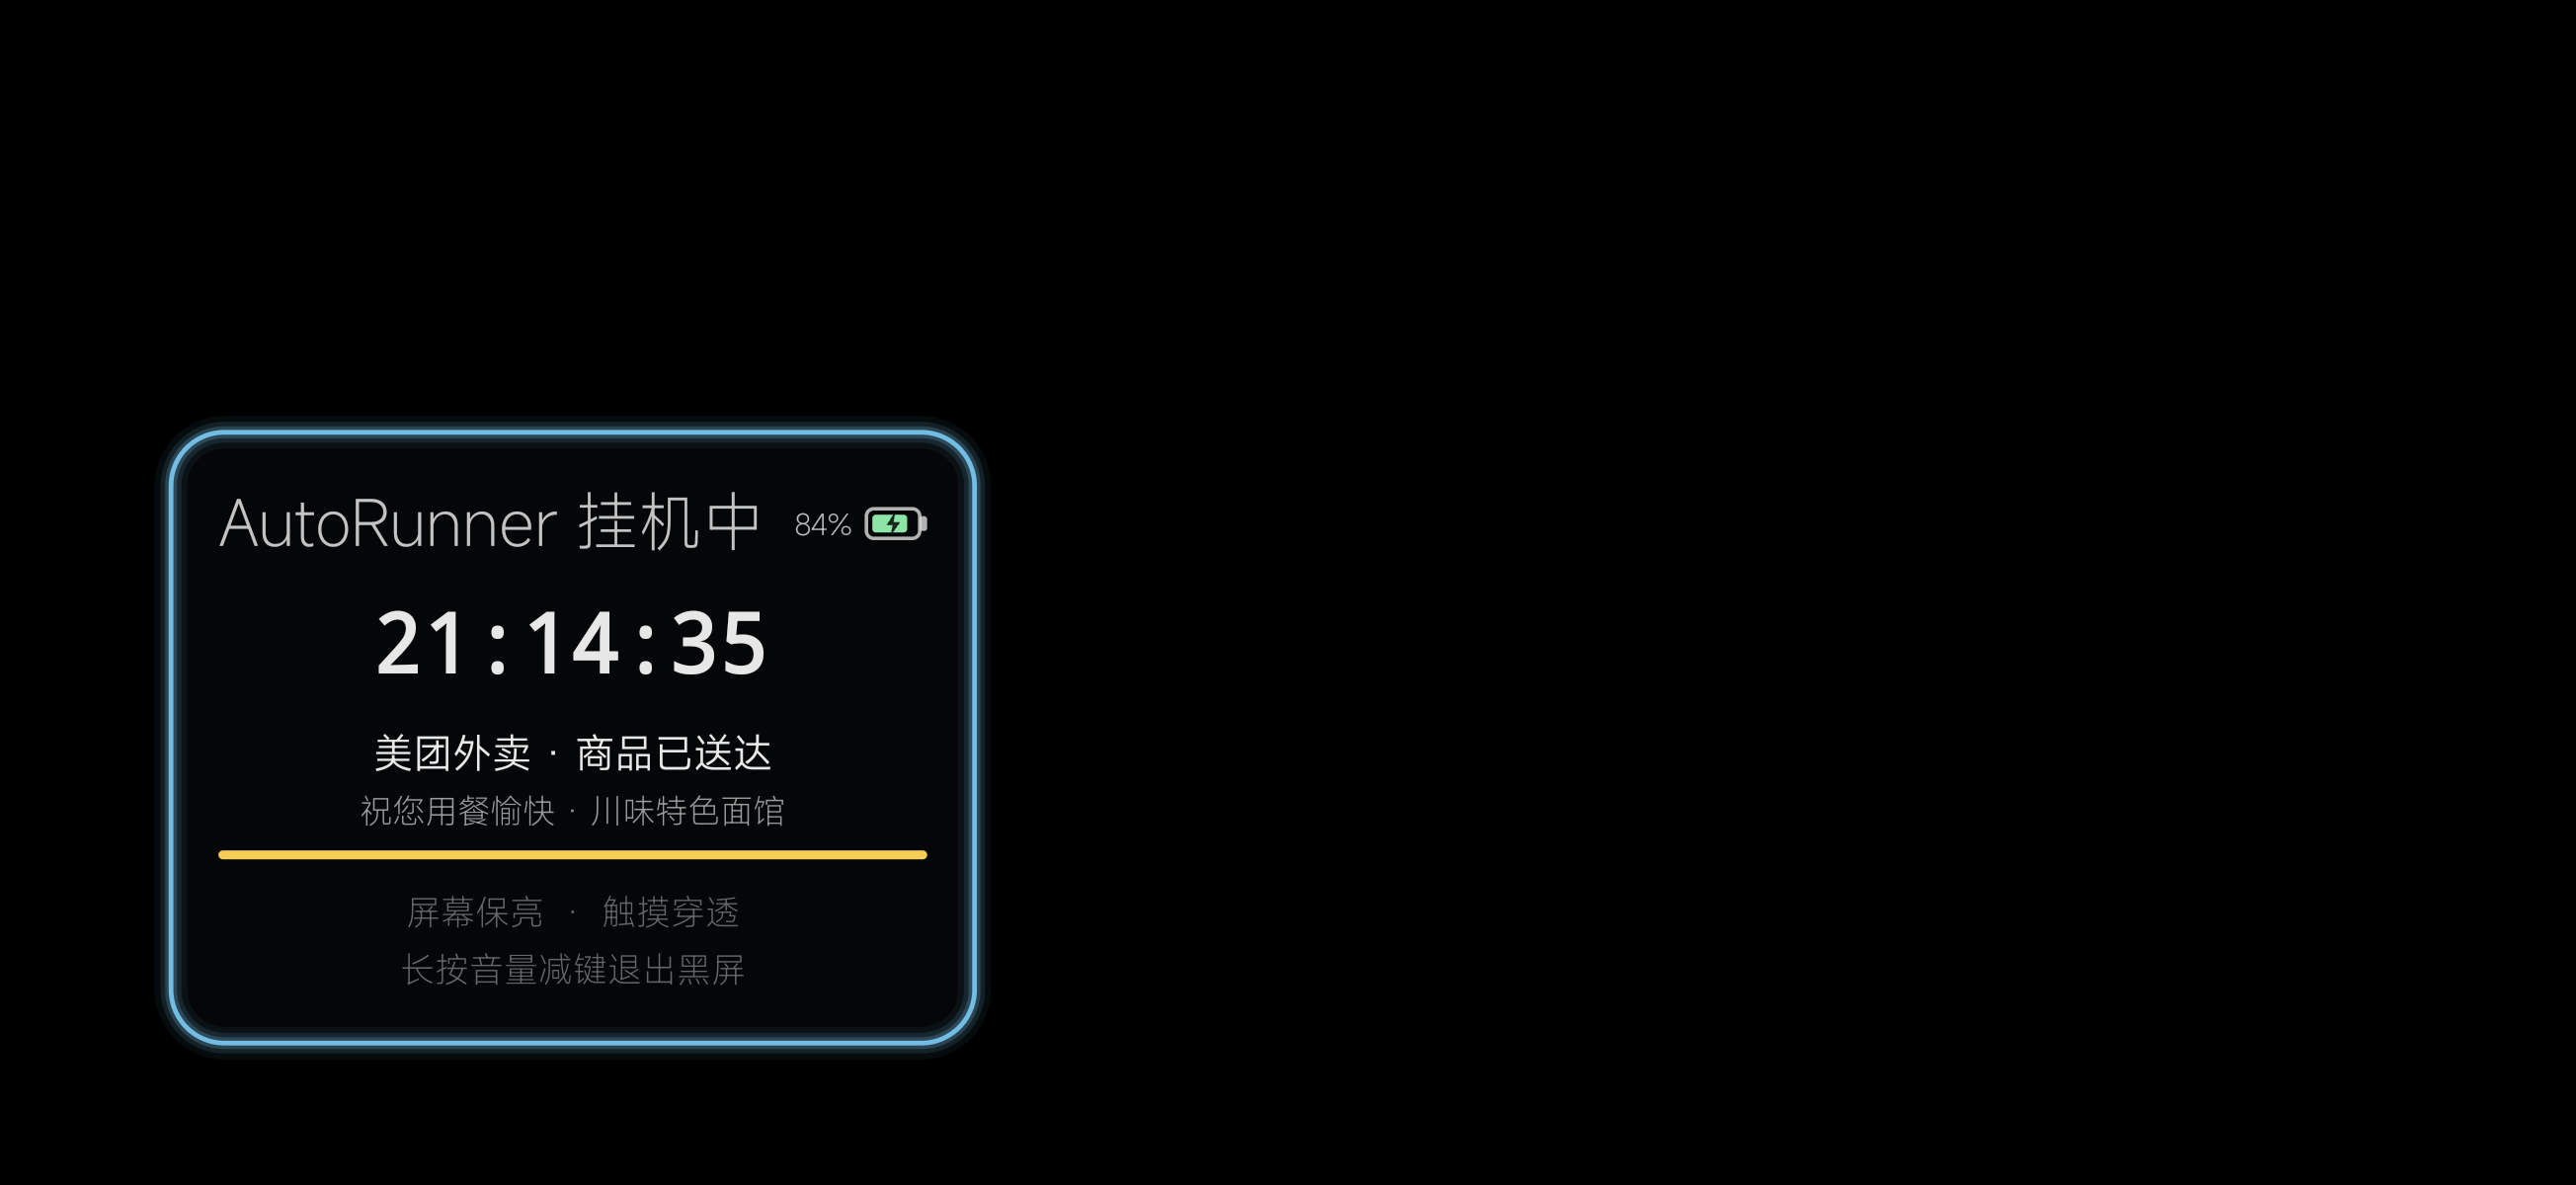 AutoRunner 挂机中 84%
21:14:35
美团外卖 · 商品已送达
祝您用餐愉快 · 川味特色面馆
屏幕保亮 · 触摸穿透
长按音量减键退出黑屏